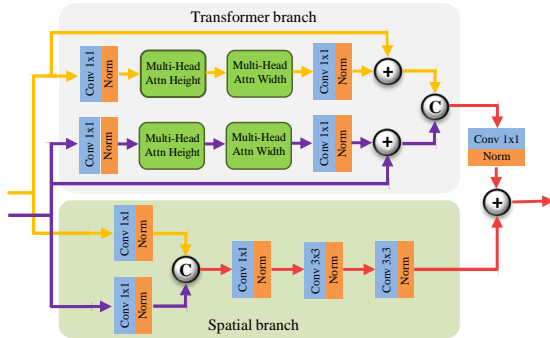 Transformer branch
Conv 1x1
Norm
Multi-Head
Attn Height
Multi-Head
Attn Width
Conv 1x1
Norm
+
C
Conv 1x1
Norm
Multi-Head
Attn Height
Multi-Head
Attn Width
Conv 1x1
Norm
+
Conv 1x1
Norm
+
Conv 1x1
Norm
C
Conv 1x1
Norm
Conv 3x3
Norm
Conv 3x3
Norm
Conv 1x1
Norm
Spatial branch